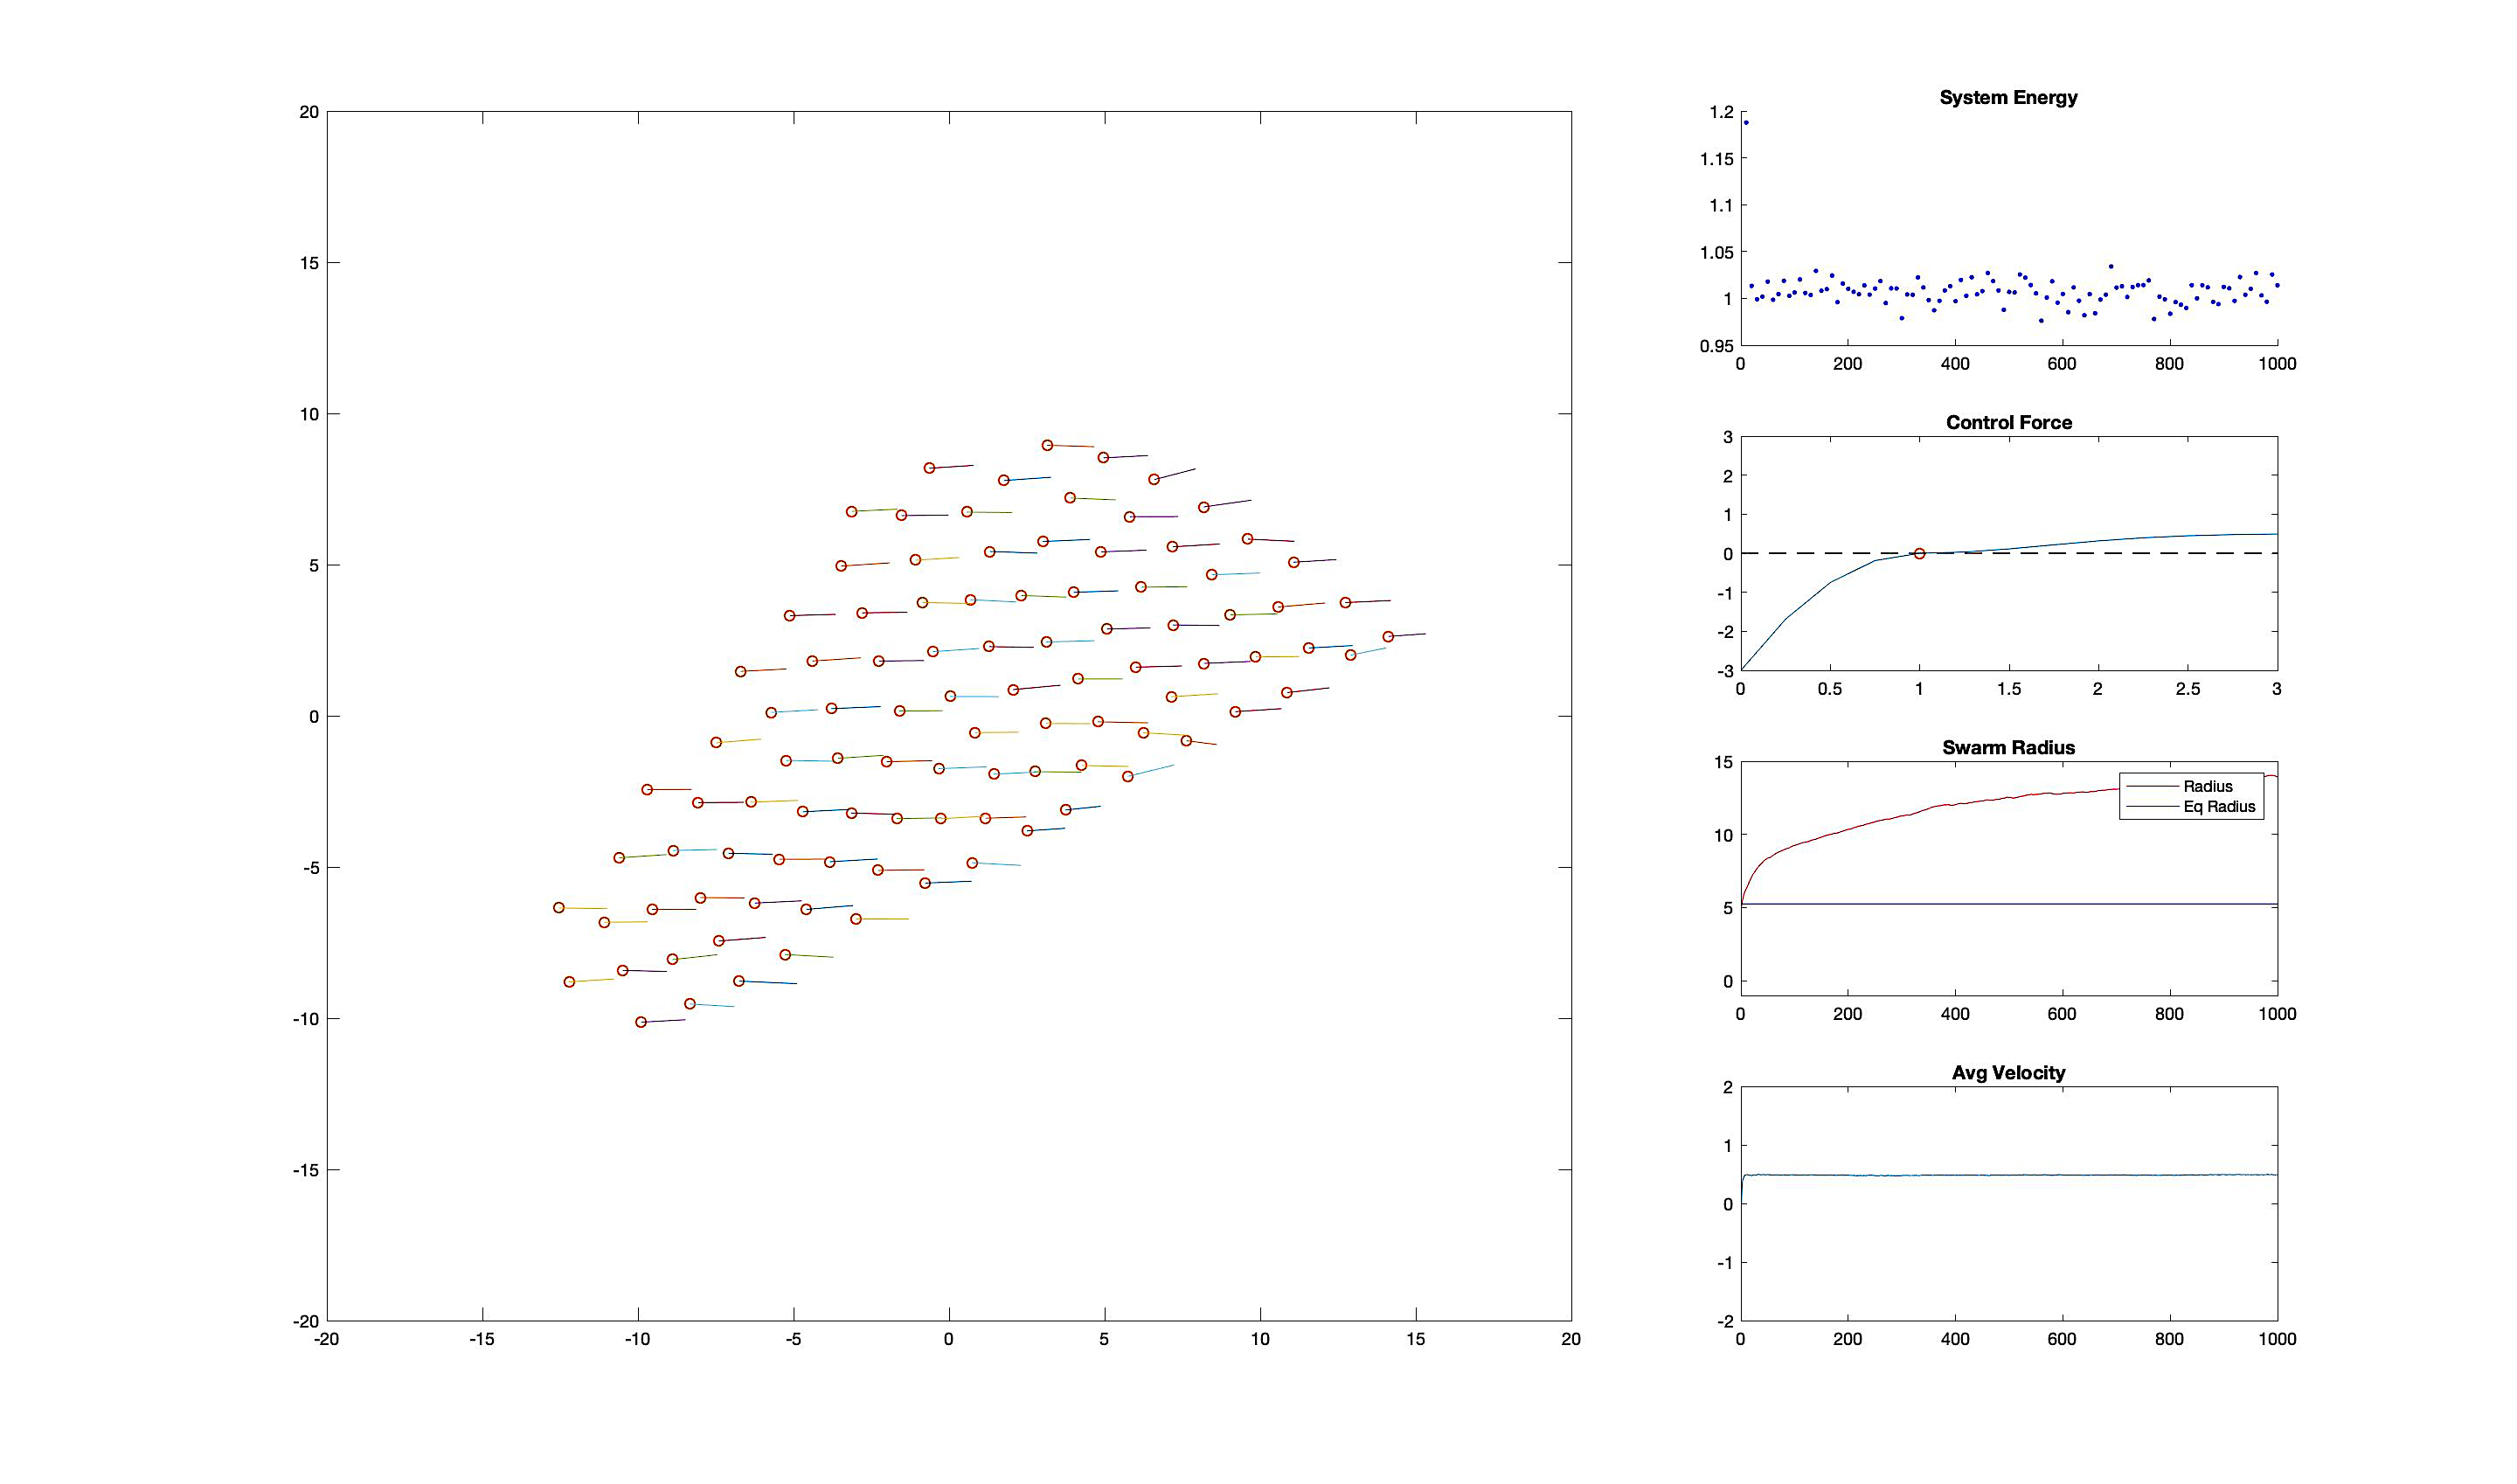 20
15
10
5
0
-5
-10
-15
-20
-20 -15 -10 -5 0 5 10 15 20
System Energy
1.2
1.15
1.1
1.05
1
0.95
0 200 400 600 800 1000
Control Force
3
2
1
0
-1
-2
-3
0 0.5 1 1.5 2 2.5 3
Swarm Radius
15
Radius
Eq Radius
10
5
0
0 200 400 600 800 1000
Avg Velocity
2
1
0
-1
-2
0 200 400 600 800 1000